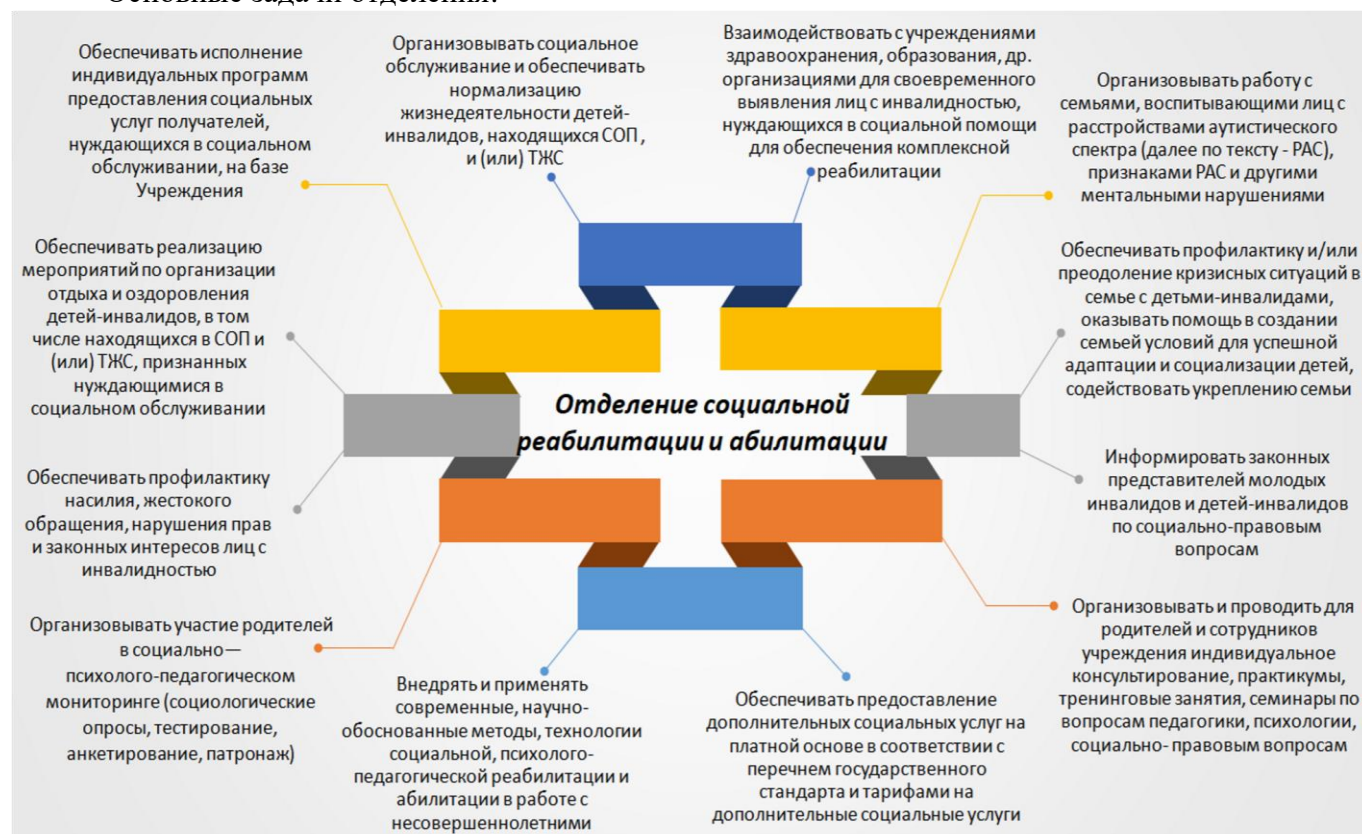 Основные задачи отделения:
Обеспечивать исполнение
индивидуальных программ
предоставления социальных
услуг получателей,
нуждающихся в социальном
обслуживании, на базе
Учреждения
Организовывать социальное
обслуживание и обеспечивать
нормализацию
жизнедеятельности детей-
инвалидов, находящихся СОП ,
и (или) ТЖС
Взаимодействовать с учреждениями
здравоохранения, образования, др.
организациями для своевременного
выявления лиц с инвалидностью,
нуждающихся в социальной помощи
для обеспечения комплексной
реабилитации
Организовывать работу с
семьями, воспитывающими лиц с
расстройствами аутистического
спектра (далее по тексту - РАС),
признаками РАС и другими
ментальными нарушениями
Обеспечивать реализацию
мероприятий по организации
отдыха и оздоровления
детей-инвалидов, в том
числе находящихся в СОП и
(или) ТЖС, признанных
нуждающимися в
социальном обслуживании
Обеспечивать профилактику и/или
преодоление кризисных ситуаций в
семье с детьми-инвалидами,
оказывать помощь в создании
семьей условий для успешной
адаптации и социализации детей,
содействовать укреплению семьи
Отделение социальной
реабилитации и абилитации
Обеспечивать профилактику
насилия, жестокого
обращения, нарушения прав
и законных интересов лиц с
инвалидностью
Информировать законных
представителей молодых
инвалидов и детей-инвалидов
по социально-правовым
вопросам
Организовывать участие родителей
в социально—
психолого-педагогическом
мониторинге (социологические
опросы, тестирование,
анкетирование, патронаж)
Внедрять и применять
современные, научно-
обоснованные методы, технологии
социальной, психолого-
педагогической реабилитации и
абилитации в работе с
несовершеннолетними
Обеспечивать предоставление
дополнительных социальных услуг на
платной основе в соответствии с
перечнем государственного
стандарта и тарифами на
дополнительные социальные услуги
Организовывать и проводить для
родителей и сотрудников
учреждения индивидуальное
консультирование, практикумы,
тренинговые занятия, семинары по
вопросам педагогики, психологии,
социально- правовым вопросам